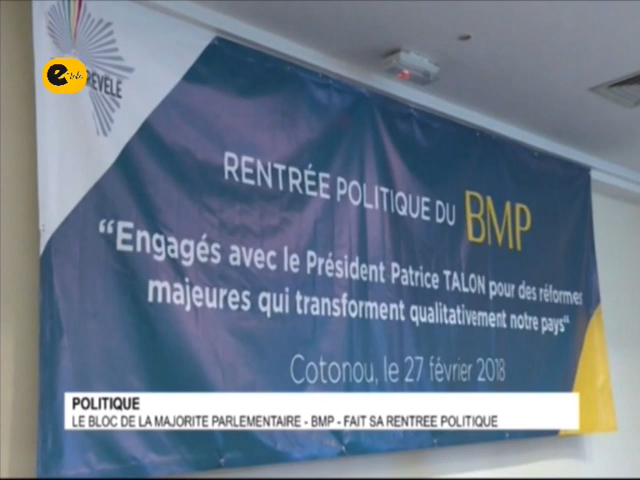 REVELE
e
RENTRÉE POLITIQUE DU BMP
“Engagés avec le Président Patrice TALON pour des réformes
majeures qui transforment qualitativement notre pays“
Cotonou, le 27 février 2018
POLITIQUE
LE BLOC DE LA MAJORITE PARLEMENTAIRE - BMP - FAIT SA RENTREE POLITIQUE